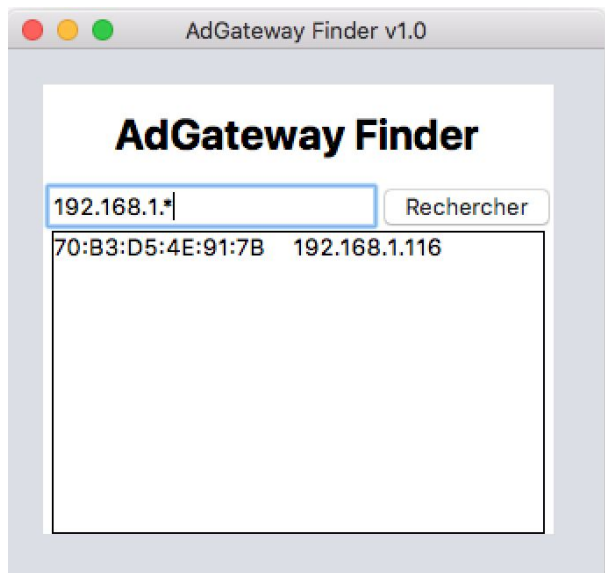 AdGateway Finder v1.0
AdGateway Finder
192.168.1.* Rechercher
70:B3:D5:4E:91:7B 192.168.1.116